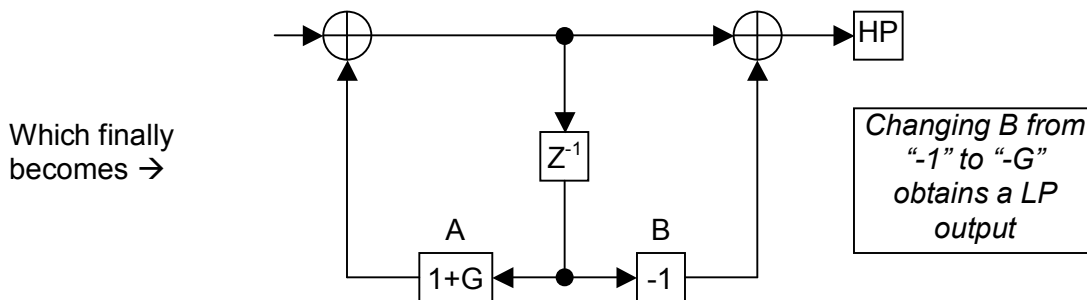 HP
Which finally
becomes →
Changing B from
“-1” to “-G”
obtains a LP
output
Z-1
A
B
1+G
-1